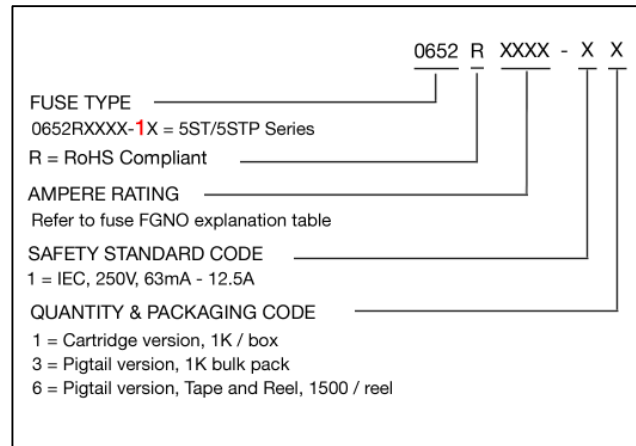 0652 R XXXX - X X
FUSE TYPE
0652RXXXX-1X = 5ST/5STP Series
R = RoHS Compliant
AMPERE RATING
Refer to fuse FGNO explanation table
SAFETY STANDARD CODE
1 = IEC, 250V, 63mA - 12.5A
QUANTITY & PACKAGING CODE
1 = Cartridge version, 1K / box
3 = Pigtail version, 1K bulk pack
6 = Pigtail version, Tape and Reel, 1500 / reel